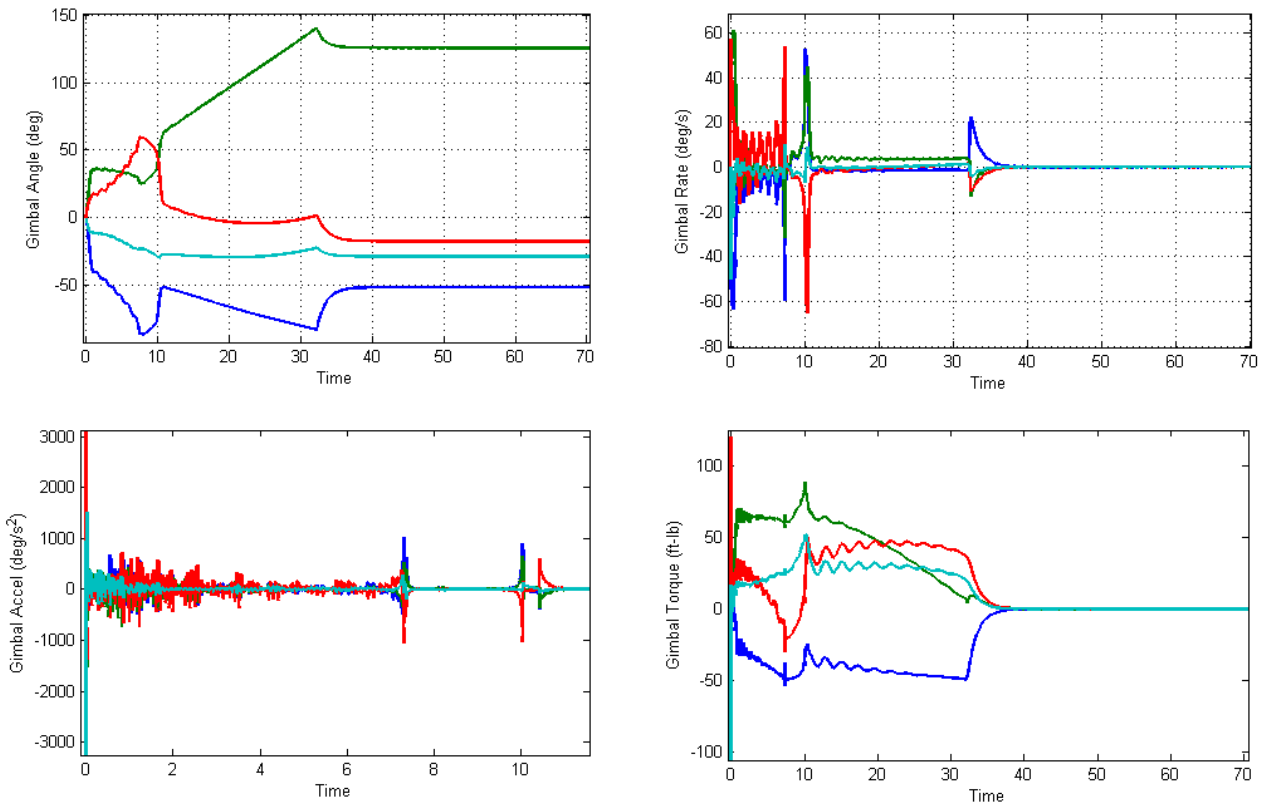 150
100
50
0
-50
0 10 20 30 40 50 60 70
Time
Gimbal Angle (deg)
60
40
20
0
-20
-40
-60
-80
0 10 20 30 40 50 60 70
Time
Gimbal Rate (deg/s)
3000
2000
1000
0
-1000
-2000
-3000
0 2 4 6 8 10
Time
Gimbal Accel (deg/s²)
100
50
0
-50
-100
0 10 20 30 40 50 60 70
Time
Gimbal Torque (ft-lb)